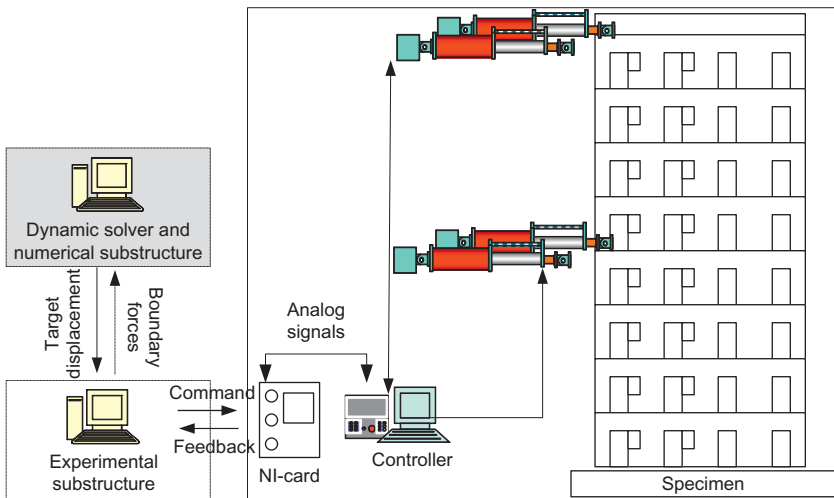 Dynamic solver and
numerical substructure
Target
displacement
Boundary
forces
Experimental
substructure
Command
Feedback
Analog
signals
NI-card
Controller
Specimen